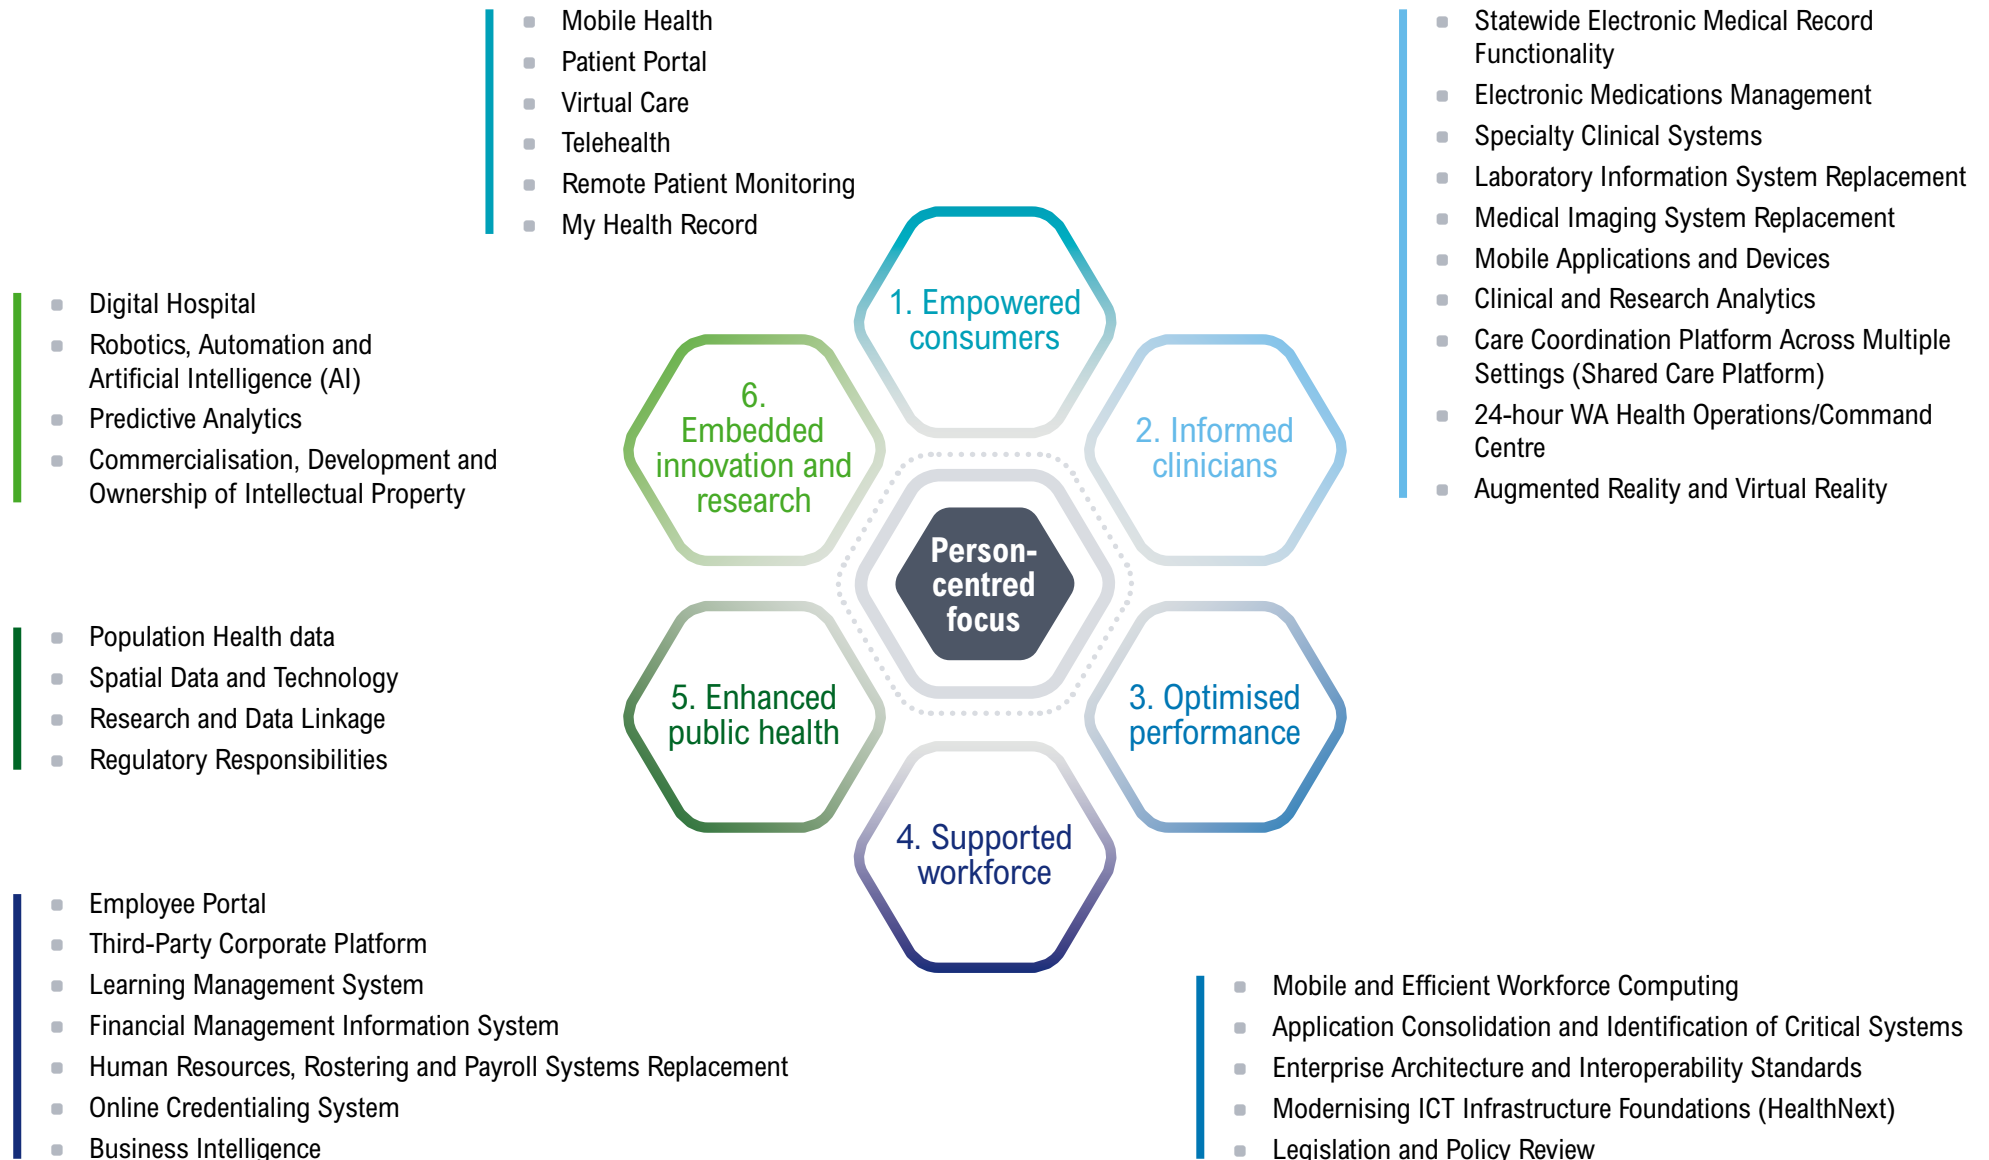 Mobile Health
Patient Portal
Virtual Care
Telehealth
Remote Patient Monitoring
My Health Record
Statewide Electronic Medical Record
Functionality
Electronic Medications Management
Specialty Clinical Systems
Laboratory Information System Replacement
Medical Imaging System Replacement
Mobile Applications and Devices
Clinical and Research Analytics
Care Coordination Platform Across Multiple
Settings (Shared Care Platform)
24-hour WA Health Operations/Command
Centre
Augmented Reality and Virtual Reality
Digital Hospital
Robotics, Automation and
Artificial Intelligence (AI)
Predictive Analytics
Commercialisation, Development and
Ownership of Intellectual Property
1. Empowered
consumers
2. Informed
clinicians
6.
Embedded
innovation and
research
Person-
centred
focus
5. Enhanced
public health
3. Optimised
performance
4. Supported
workforce
Population Health data
Spatial Data and Technology
Research and Data Linkage
Regulatory Responsibilities
Employee Portal
Third-Party Corporate Platform
Learning Management System
Financial Management Information System
Human Resources, Rostering and Payroll Systems Replacement
Online Credentialing System
Business Intelligence
Mobile and Efficient Workforce Computing
Application Consolidation and Identification of Critical Systems
Enterprise Architecture and Interoperability Standards
Modernising ICT Infrastructure Foundations (HealthNext)
Legislation and Policy Review